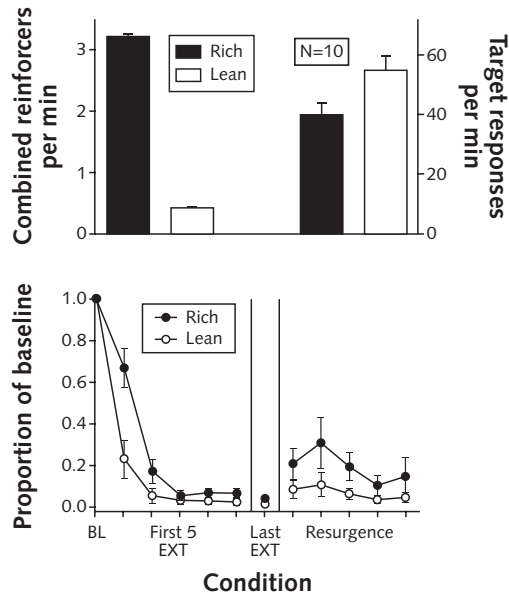 Combined reinforcers
per min
3
2
1
0
Rich
Lean
N=10
60
40
20
0
Target responses
per min
Proportion of baseline
1.0
0.8
0.6
0.4
0.2
0.0
Rich
Lean
BL
First 5
EXT
Last
EXT
Resurgence
Condition